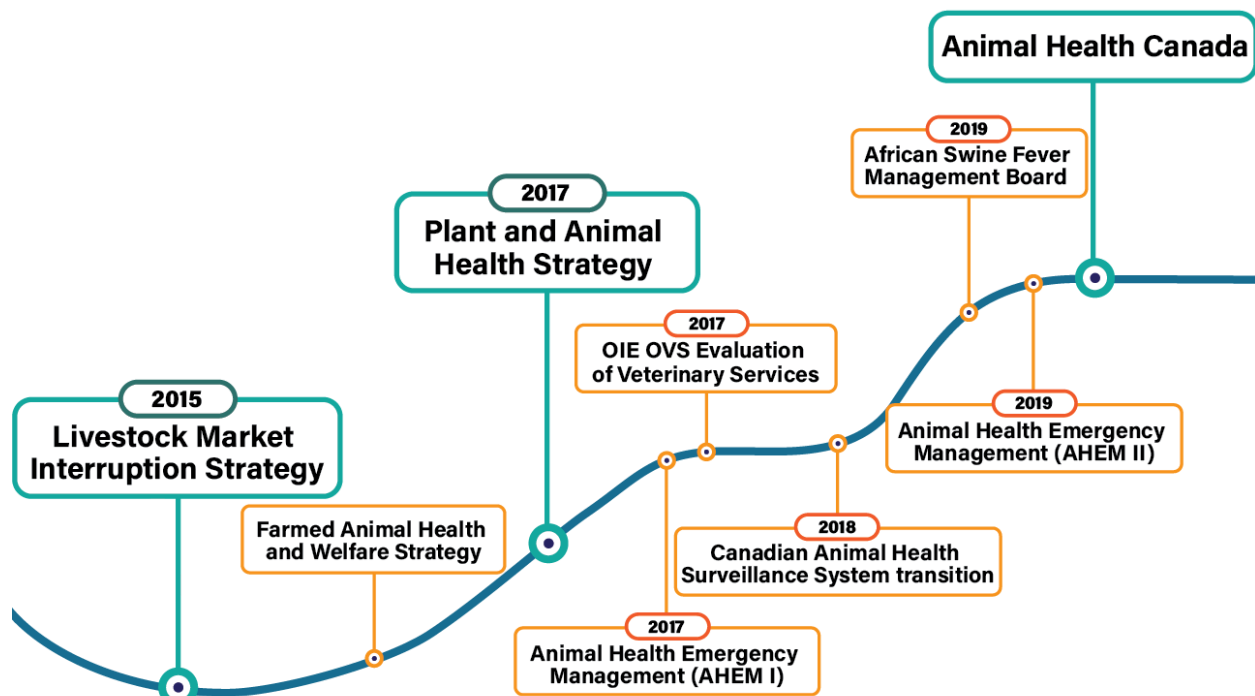 Animal Health Canada
2019
African Swine Fever
Management Board
2017
Plant and Animal
Health Strategy
2017
OIE OVS Evaluation
of Veterinary Services
2015
Livestock Market
Interruption Strategy
2019
Animal Health Emergency
Management (AHEM II)
Farmed Animal Health
and Welfare Strategy
2018
Canadian Animal Health
Surveillance System transition
2017
Animal Health Emergency
Management (AHEM I)